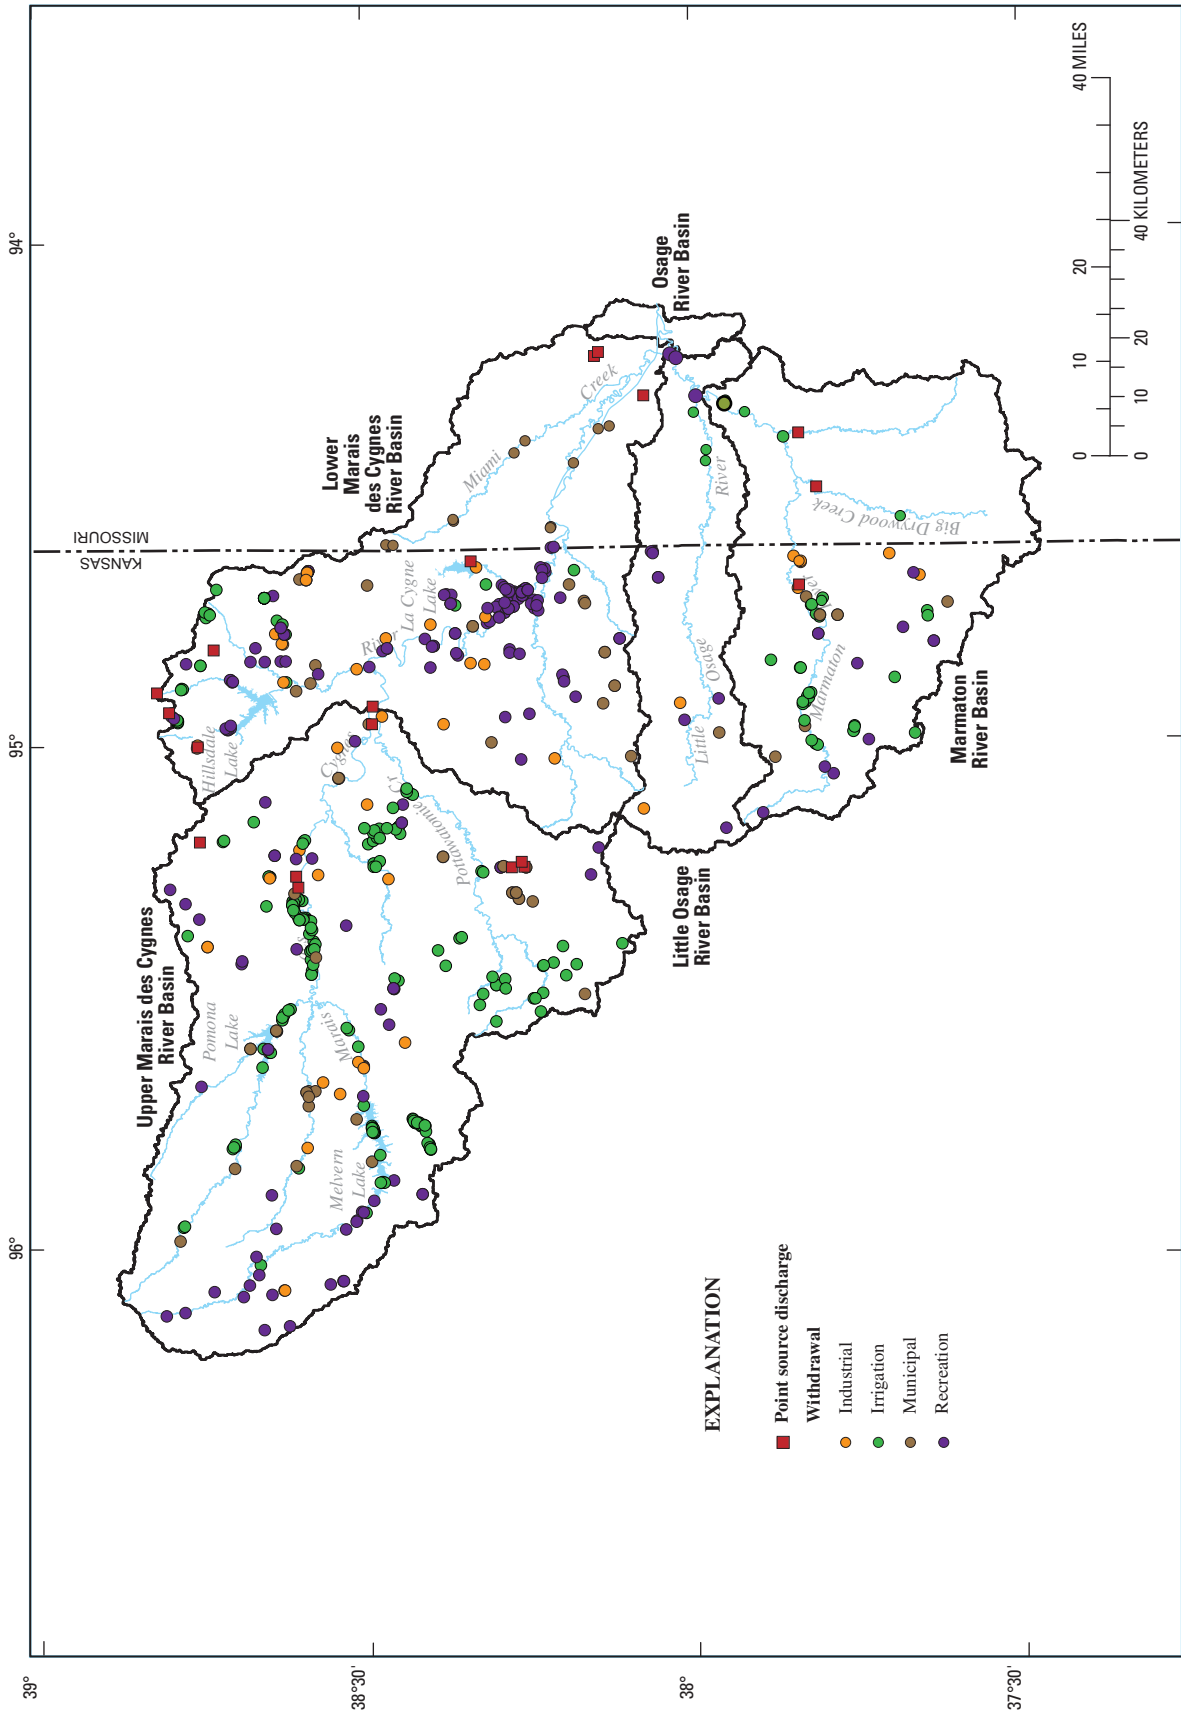 96°
95°
94°
39°
38°30'
38°
37°30'
KANSAS
MISSOURI
Upper Marais des Cygnes
River Basin
Lower
Marais
des Cygnes
River Basin
Osage
River Basin
Little Osage
River Basin
Marmaton
River Basin
Pomona
Lake
Melvern
Lake
Hillsdale
Lake
La Cygne
Lake
Marais
des
Cygnes
River
Pottawatomie Cr
Miami
Creek
Little
Osage
River
Marmaton
River
Big Drywood Creek
EXPLANATION
Point source discharge
Withdrawal
Industrial
Irrigation
Municipal
Recreation
0
10
20
40 MILES
0
10
20
40 KILOMETERS